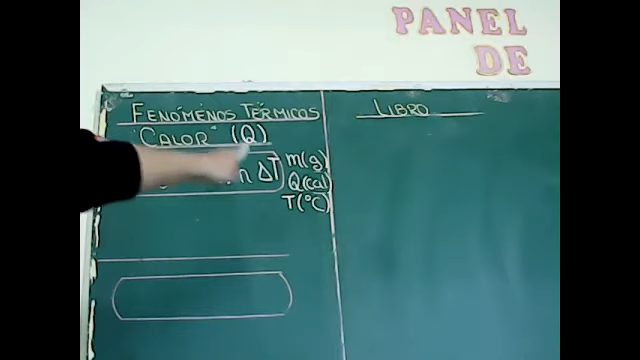 PANEL
DE
FENÓMENOS TÉRMICOS
"CALOR" (Q)
ΔT
m(g)
Q(cal)
T(°C)
LIBRO